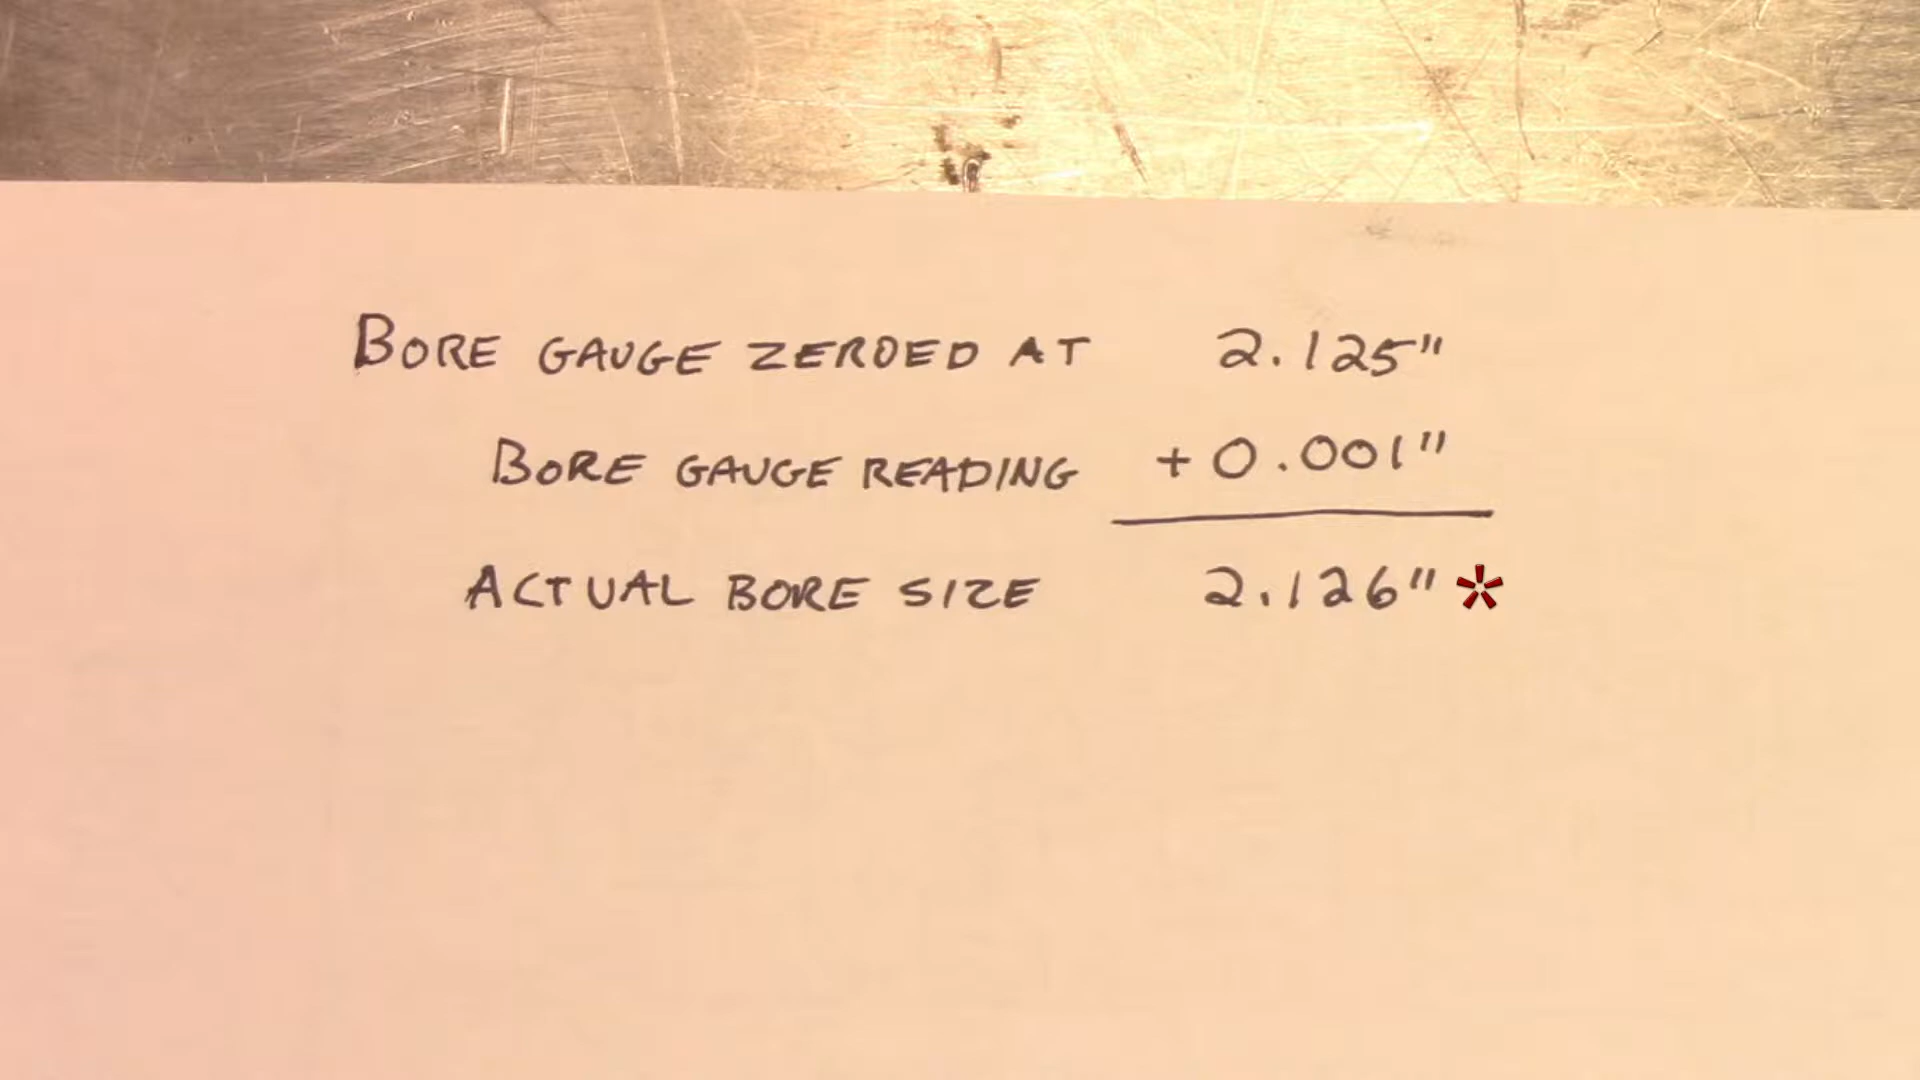 BORE GAUGE ZEROED AT 2.125"
BORE GAUGE READING + 0.001"
ACTUAL BORE SIZE 2.126" *